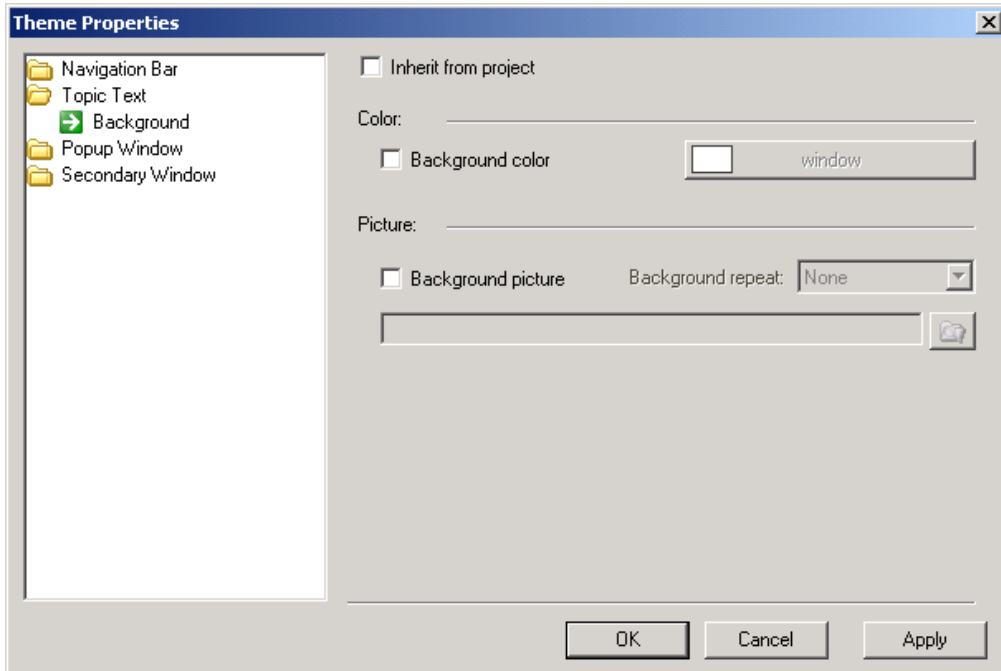 Theme Properties
Navigation Bar
Topic Text
Background
Popup Window
Secondary Window
Inherit from project
Color:
Background color
window
Picture:
Background picture
Background repeat:
None
OK
Cancel
Apply